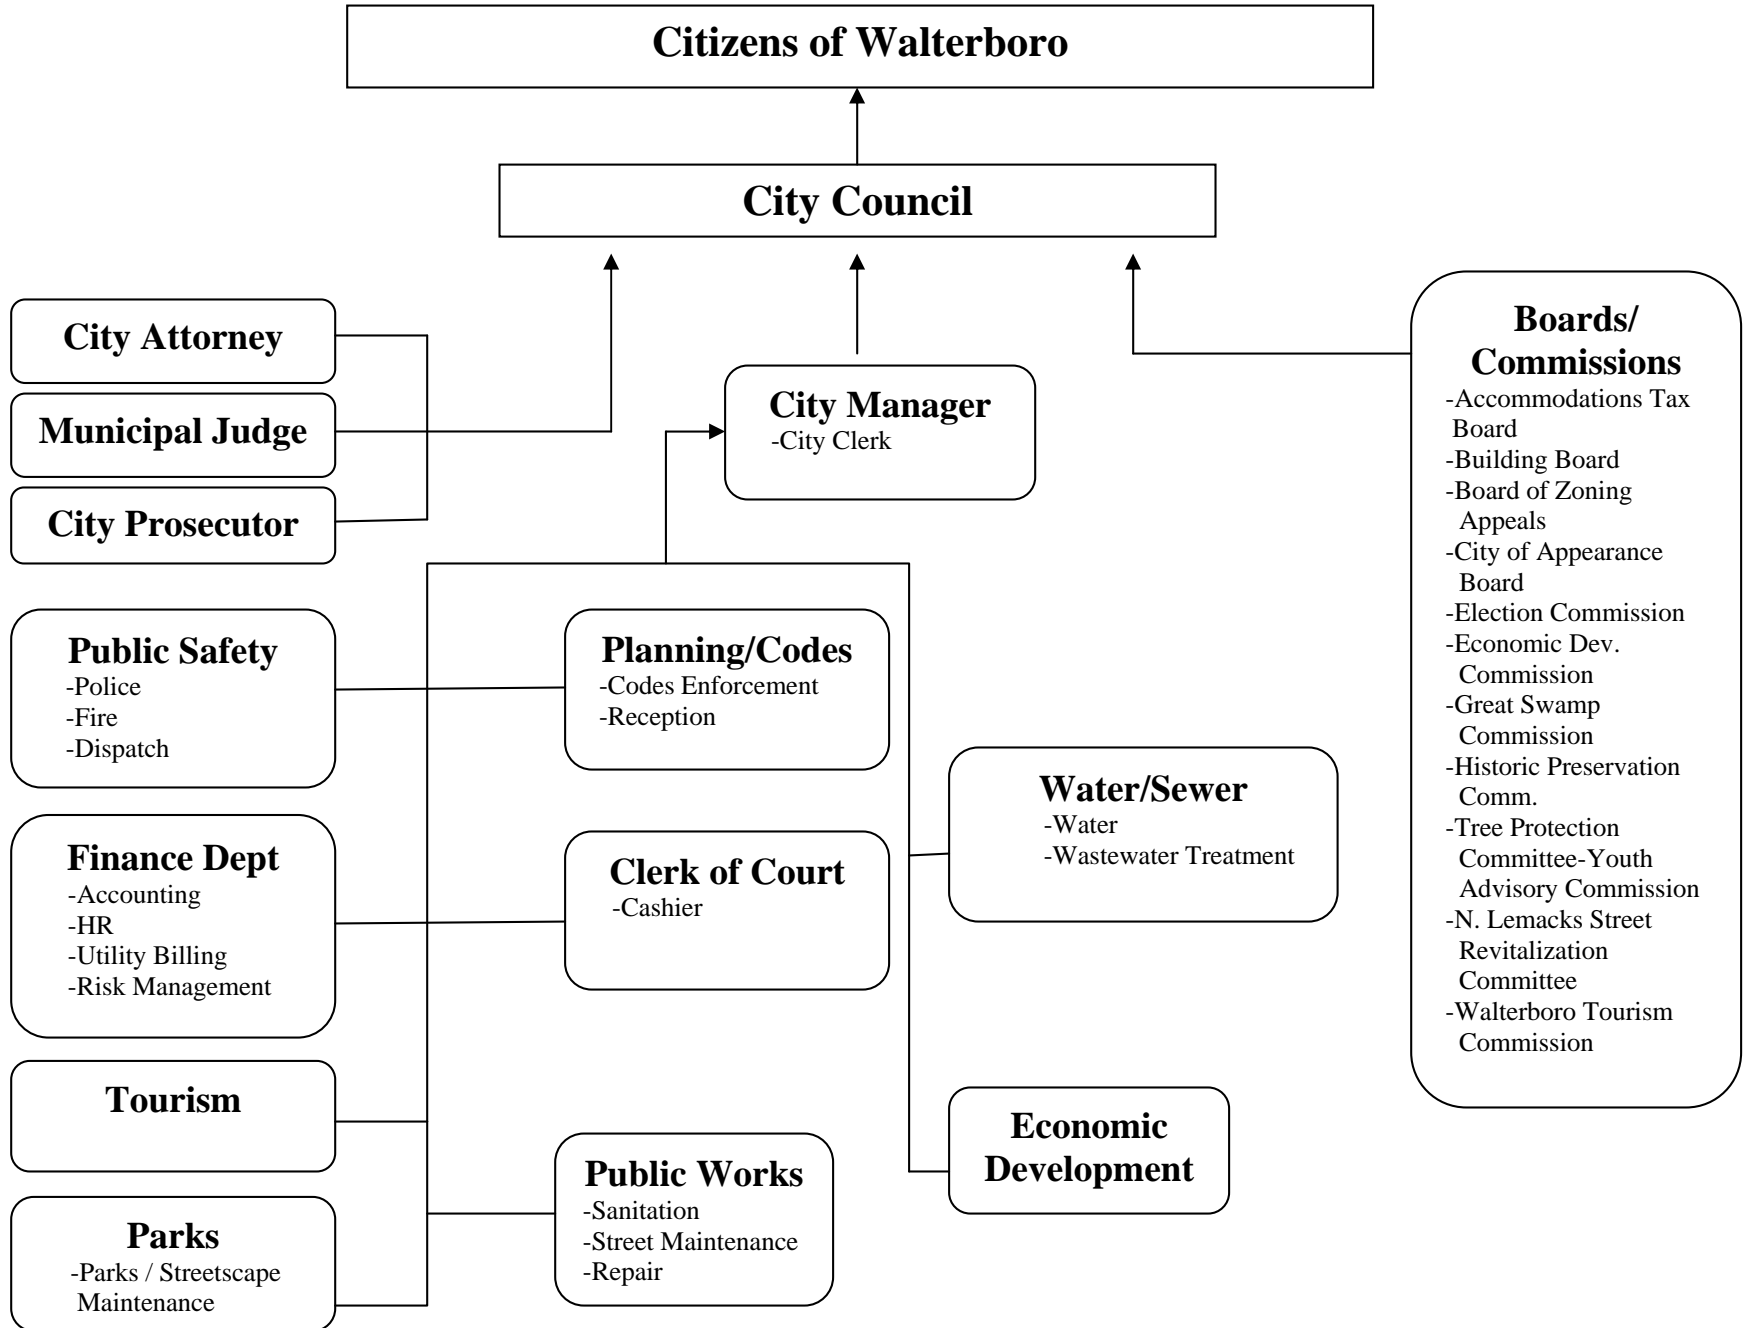 Citizens of Walterboro
City Council
City Attorney
Municipal Judge
City Prosecutor
City Manager
-City Clerk
Boards/
Commissions
-Accommodations Tax
Board
-Building Board
-Board of Zoning
Appeals
-City of Appearance
Board
-Election Commission
-Economic Dev.
Commission
-Great Swamp
Commission
-Historic Preservation
Comm.
-Tree Protection
Committee-Youth
Advisory Commission
-N. Lemacks Street
Revitalization
Committee
-Walterboro Tourism
Commission
Public Safety
-Police
-Fire
-Dispatch
Planning/Codes
-Codes Enforcement
-Reception
Water/Sewer
-Water
-Wastewater Treatment
Finance Dept
-Accounting
-HR
-Utility Billing
-Risk Management
Clerk of Court
-Cashier
Tourism
Economic
Development
Public Works
-Sanitation
-Street Maintenance
-Repair
Parks
-Parks / Streetscape
Maintenance